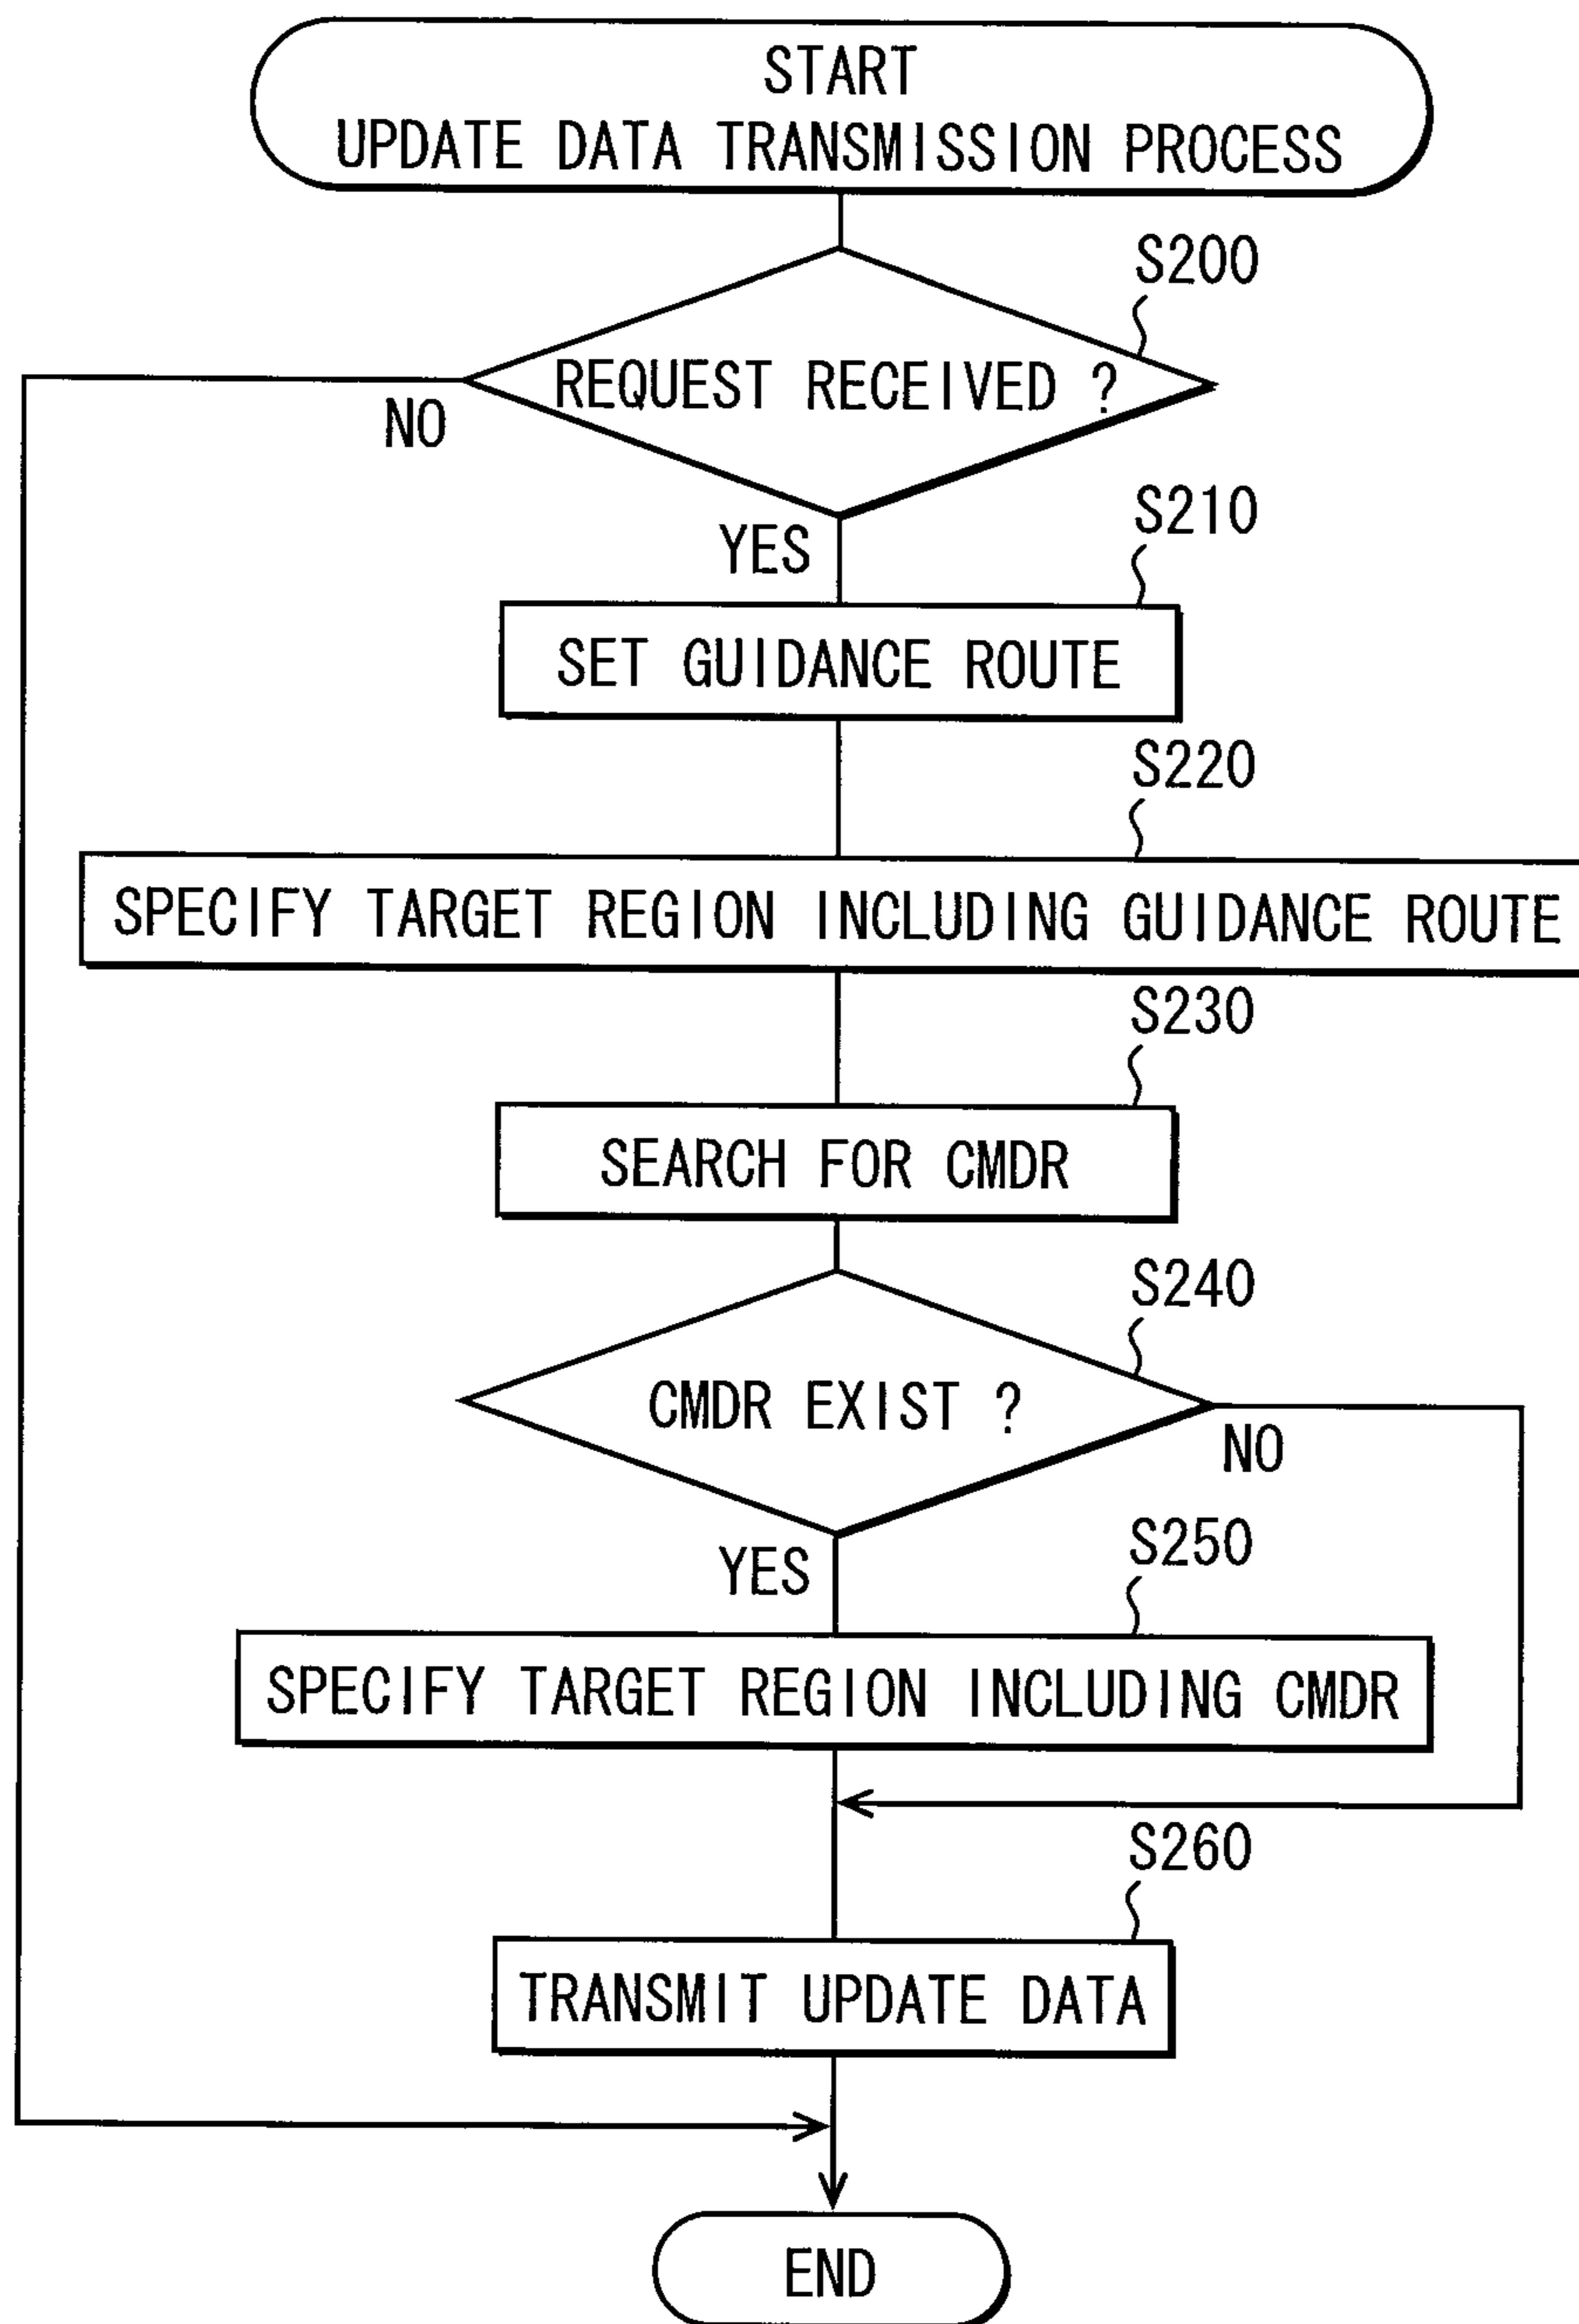 START
UPDATE DATA TRANSMISSION PROCESS
S200
REQUEST RECEIVED ?
NO
YES
S210
SET GUIDANCE ROUTE
S220
SPECIFY TARGET REGION INCLUDING GUIDANCE ROUTE
S230
SEARCH FOR CMDR
S240
CMDR EXIST ?
NO
YES
S250
SPECIFY TARGET REGION INCLUDING CMDR
S260
TRANSMIT UPDATE DATA
END